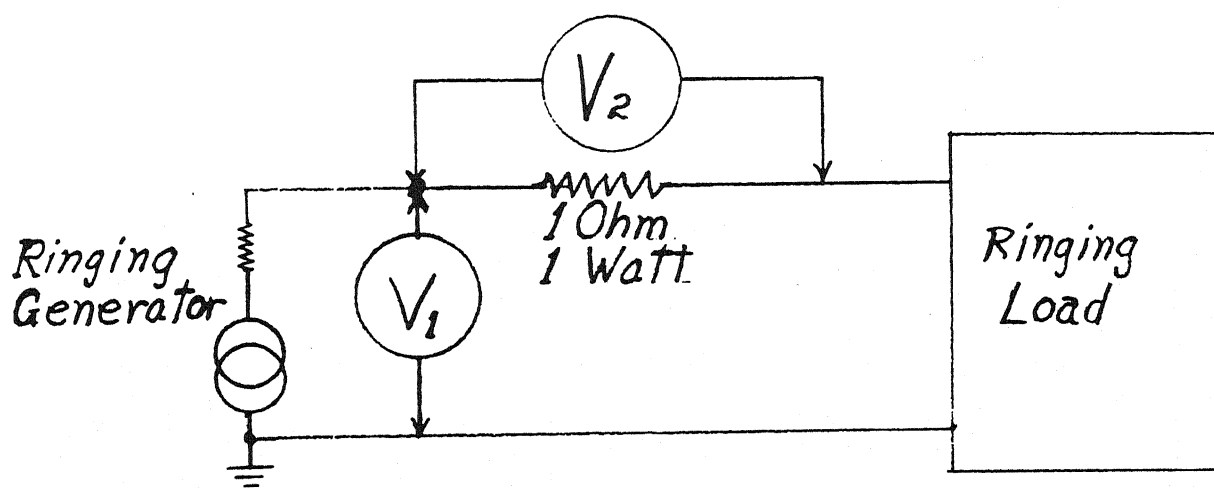 V2
1 Ohm
1 Watt
Ringing
Generator
V1
Ringing
Load